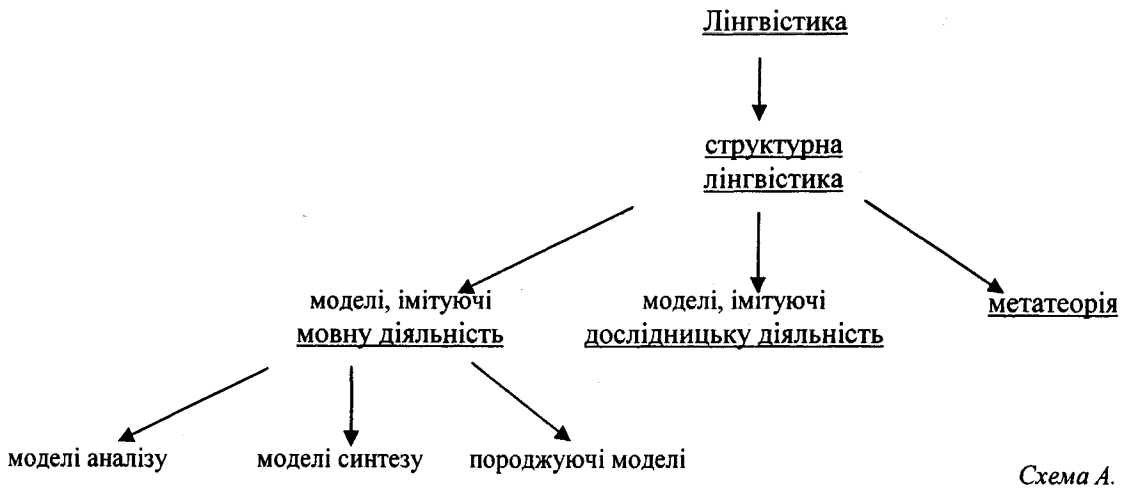 Лінгвістика
структурна
лінгвістика
моделі, імітуючі
мовну діяльність
моделі, імітуючі
дослідницьку діяльність
метатеорія
моделі аналізу
моделі синтезу
породжуючі моделі
Схема А.